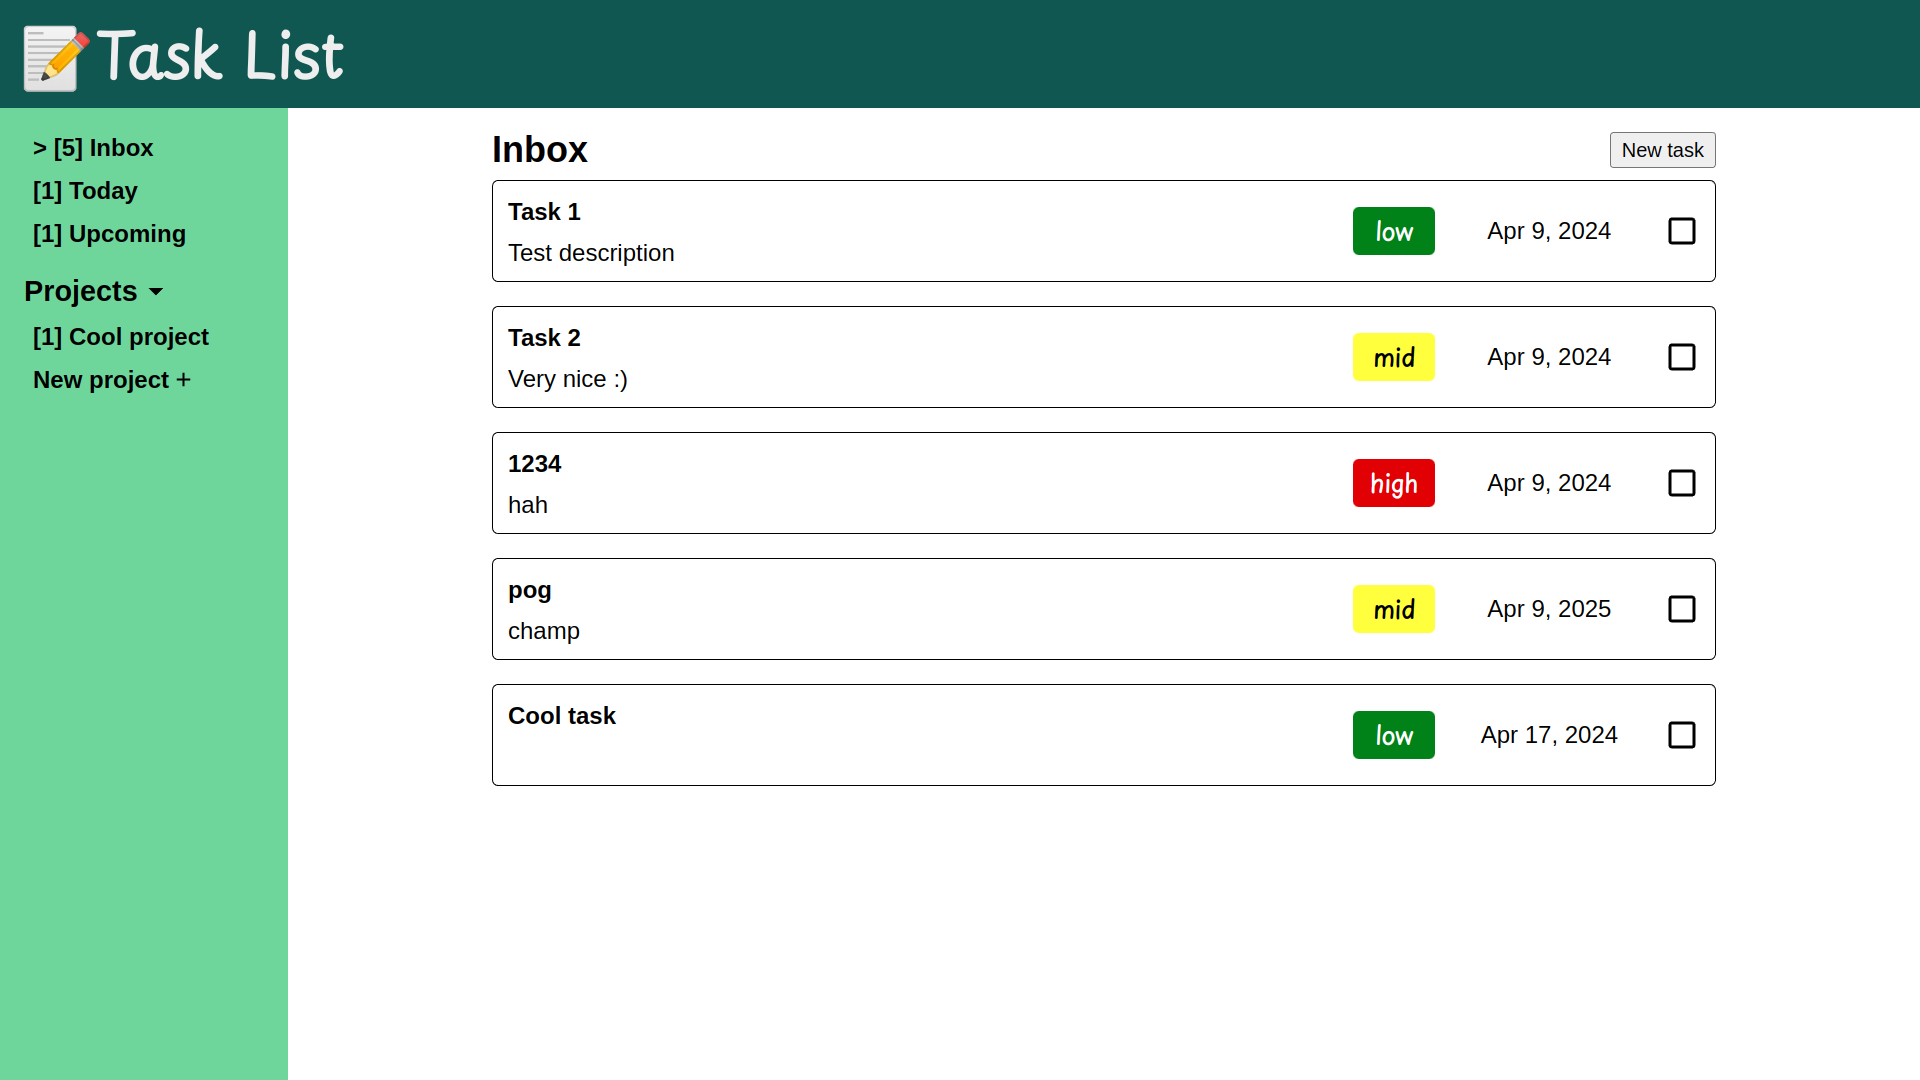 Task List
> [5] Inbox
[1] Today
[1] Upcoming
Projects
[1] Cool project
New project +
Inbox
New task
Task 1
Test description
low
Apr 9, 2024
Task 2
Very nice :)
mid
Apr 9, 2024
1234
hah
high
Apr 9, 2024
pog
champ
mid
Apr 9, 2025
Cool task
low
Apr 17, 2024